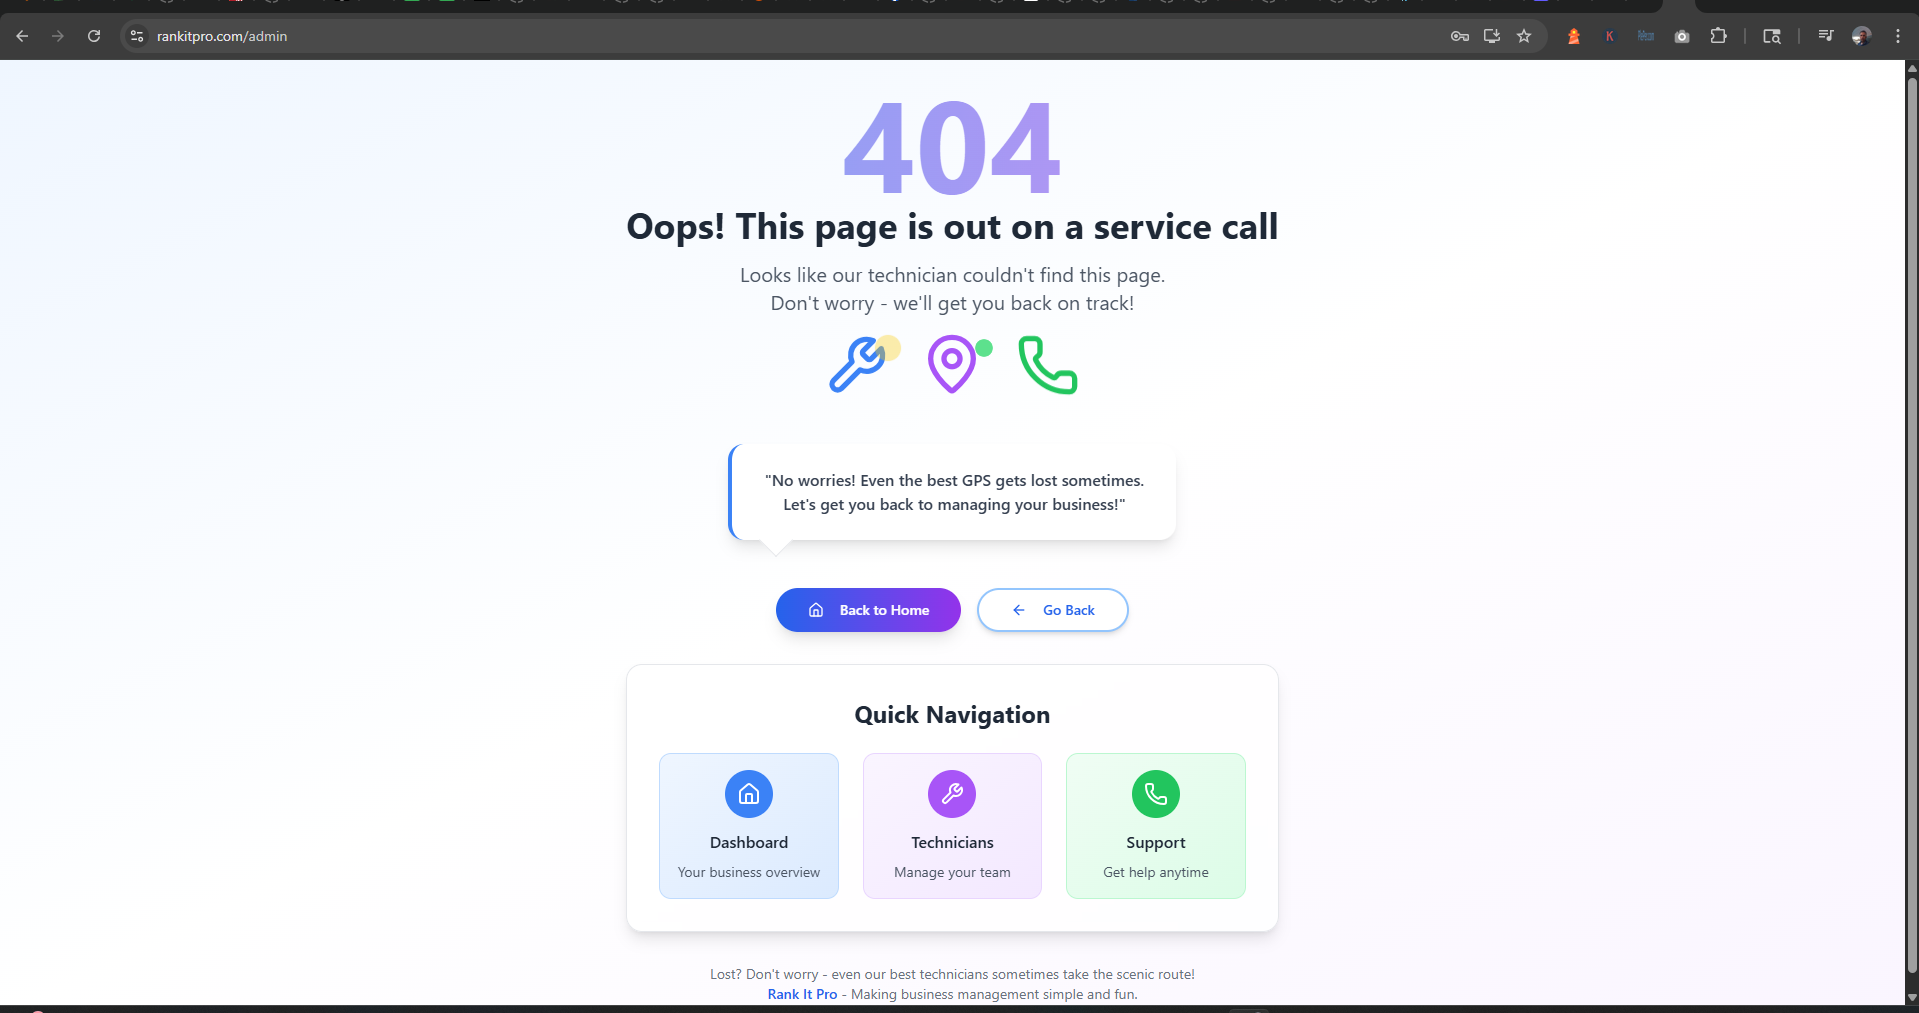 rankitpro.com/admin
K
404
Oops! This page is out on a service call
Looks like our technician couldn't find this page.
Don't worry - we'll get you back on track!
"No worries! Even the best GPS gets lost sometimes.
Let's get you back to managing your business!"
Back to Home
Go Back
Quick Navigation
Dashboard
Your business overview
Technicians
Manage your team
Support
Get help anytime
Lost? Don't worry - even our best technicians sometimes take the scenic route!
Rank It Pro - Making business management simple and fun.